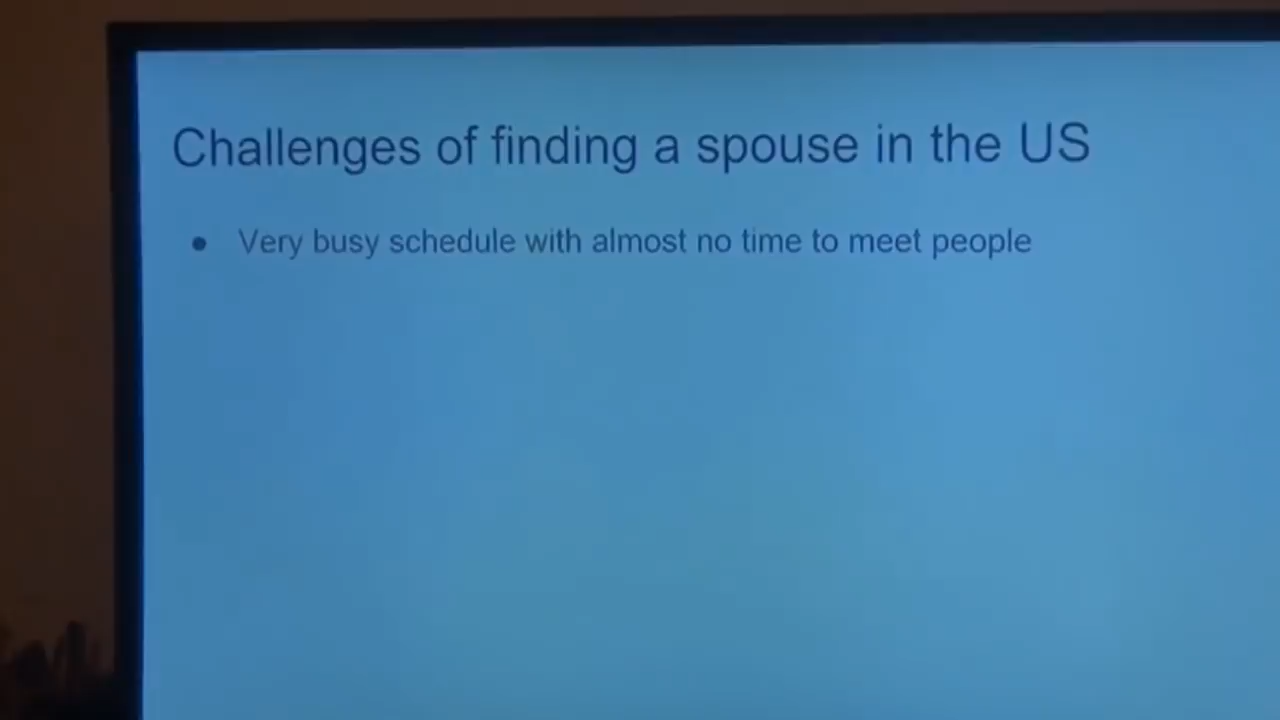 Challenges of finding a spouse in the US
● Very busy schedule with almost no time to meet people